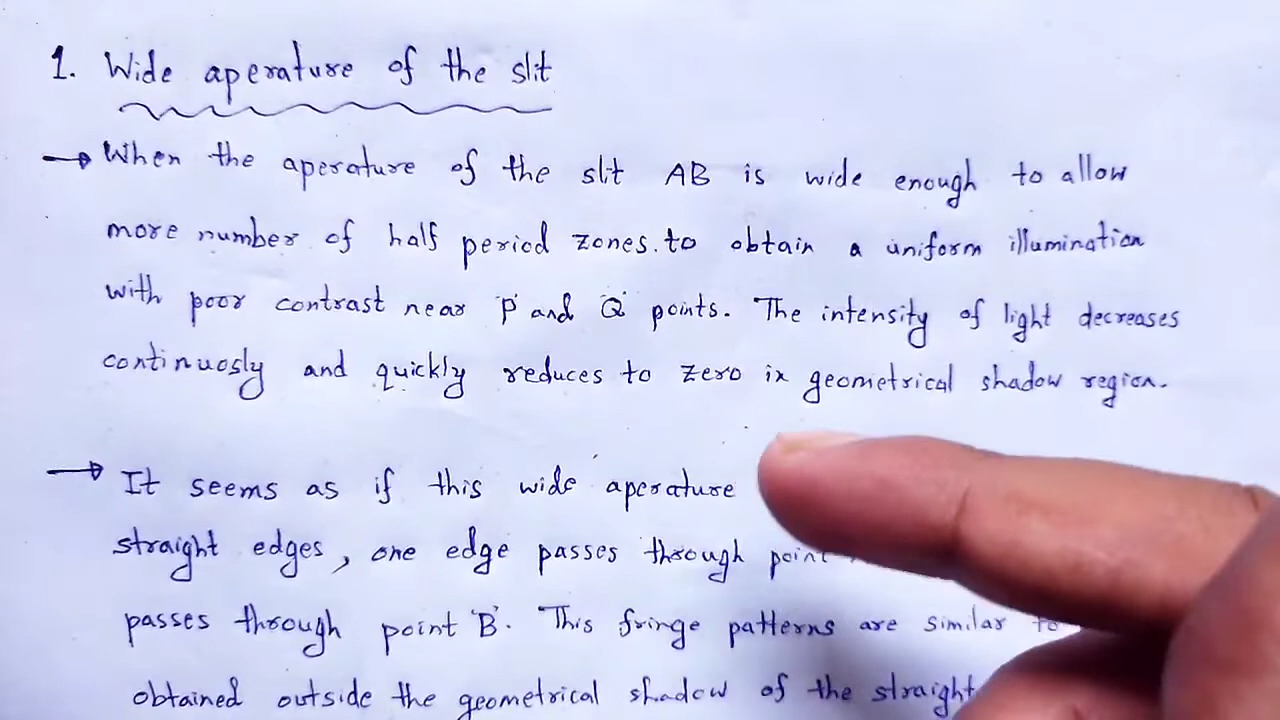 1. Wide aperature of the slit
→ When the aperature of the slit AB is wide enough to allow
more number of half period zones. to obtain a uniform illumination
with poor contrast near 'P' and 'Q' points. The intensity of light decreases
continuosly and quickly reduces to zero in geometrical shadow region.
→ It seems as if this wide aperature
straight edges, one edge passes through point
passes through point 'B'. This fringe patterns are similar to
obtained outside the geometrical shadow of the straight